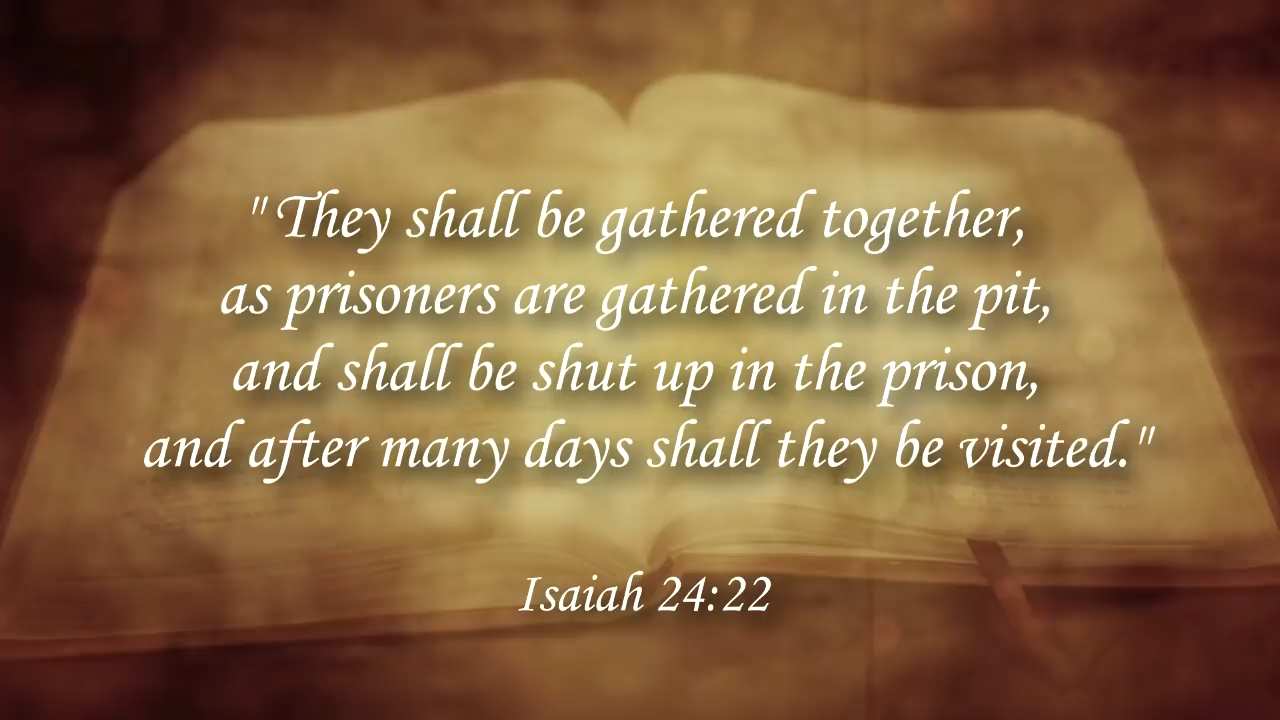 "They shall be gathered together,
as prisoners are gathered in the pit,
and shall be shut up in the prison,
and after many days shall they be visited."
Isaiah 24:22